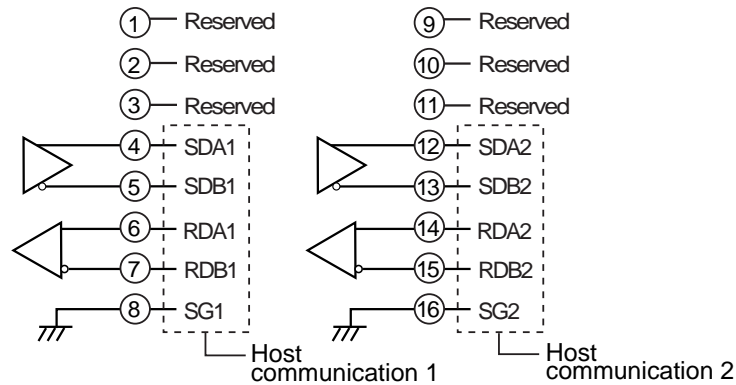 1 Reserved
2 Reserved
3 Reserved
4 SDA1
5 SDB1
6 RDA1
7 RDB1
8 SG1
Host
communication 1
9 Reserved
10 Reserved
11 Reserved
12 SDA2
13 SDB2
14 RDA2
15 RDB2
16 SG2
Host
communication 2